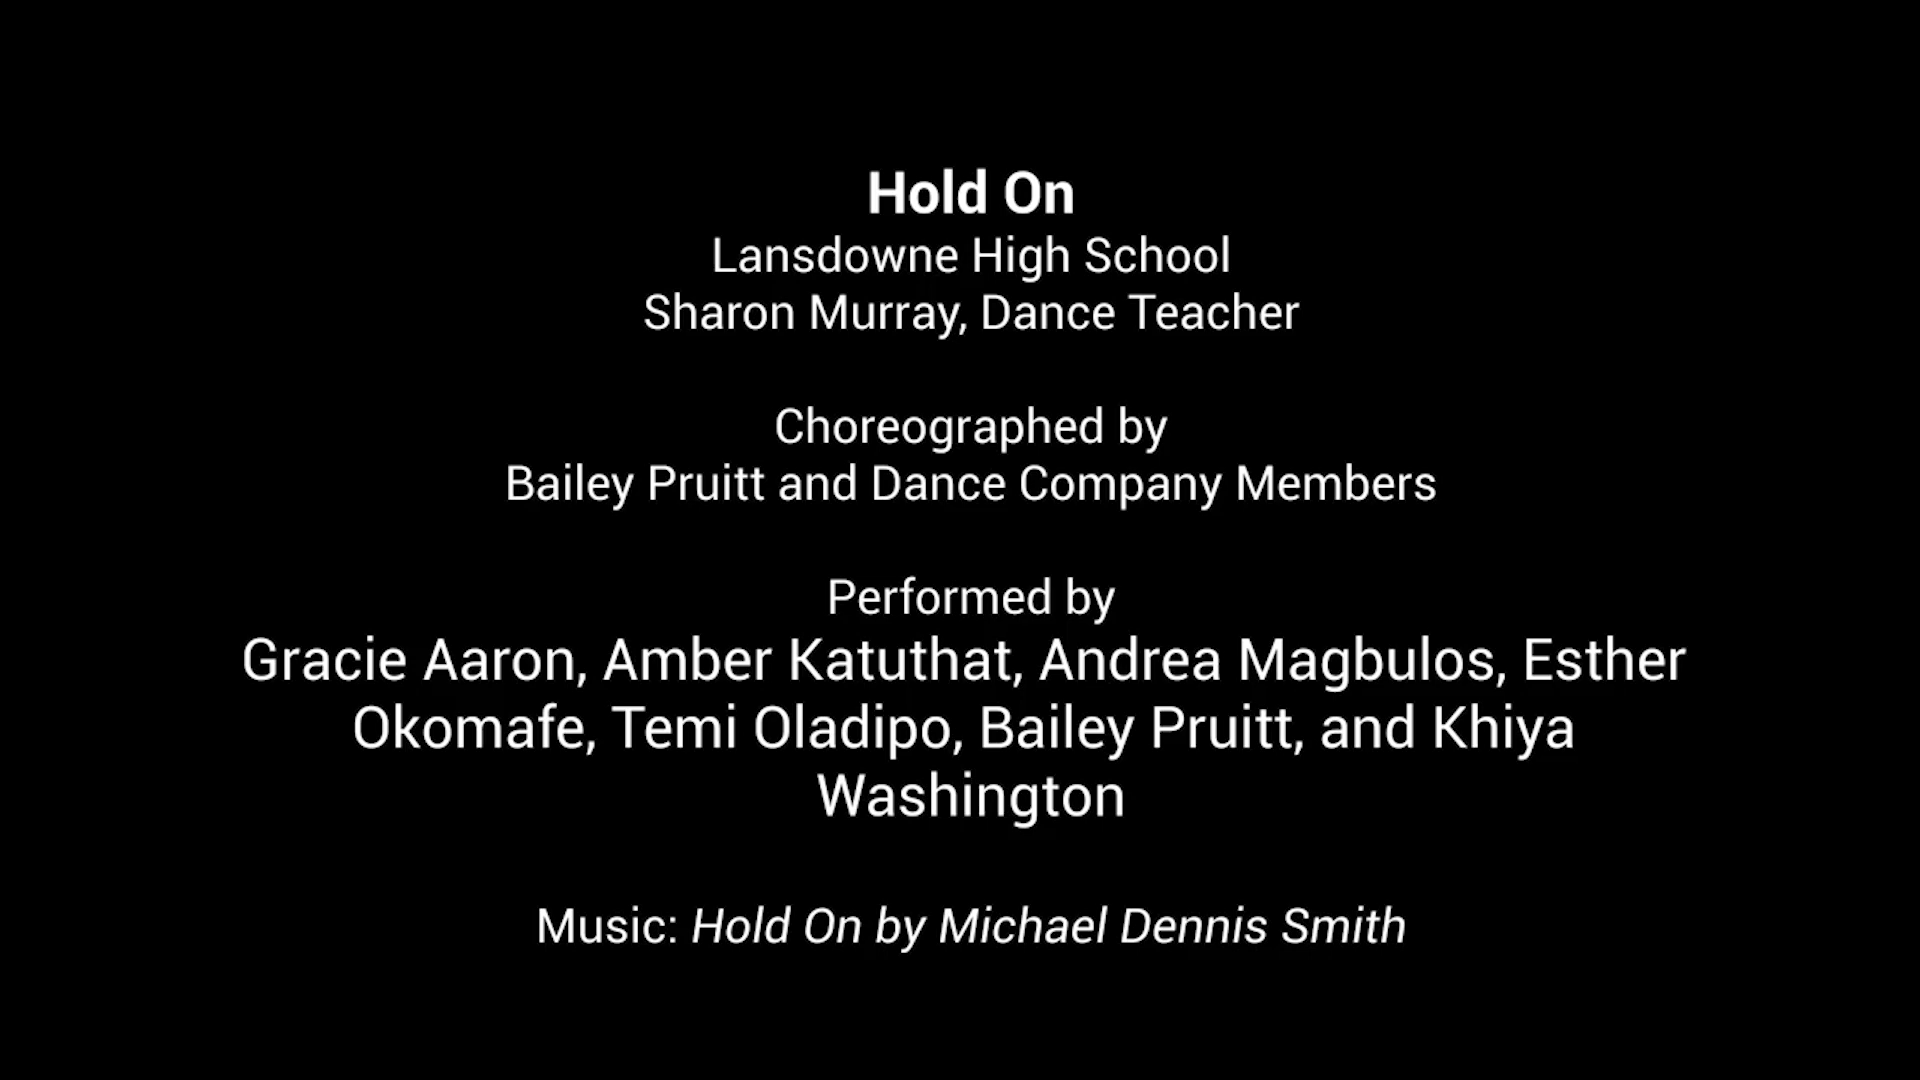 Hold On
Lansdowne High School
Sharon Murray, Dance Teacher
Choreographed by
Bailey Pruitt and Dance Company Members
Performed by
Gracie Aaron, Amber Katuthat, Andrea Magbulos, Esther
Okomafe, Temi Oladipo, Bailey Pruitt, and Khiya
Washington
Music: Hold On by Michael Dennis Smith